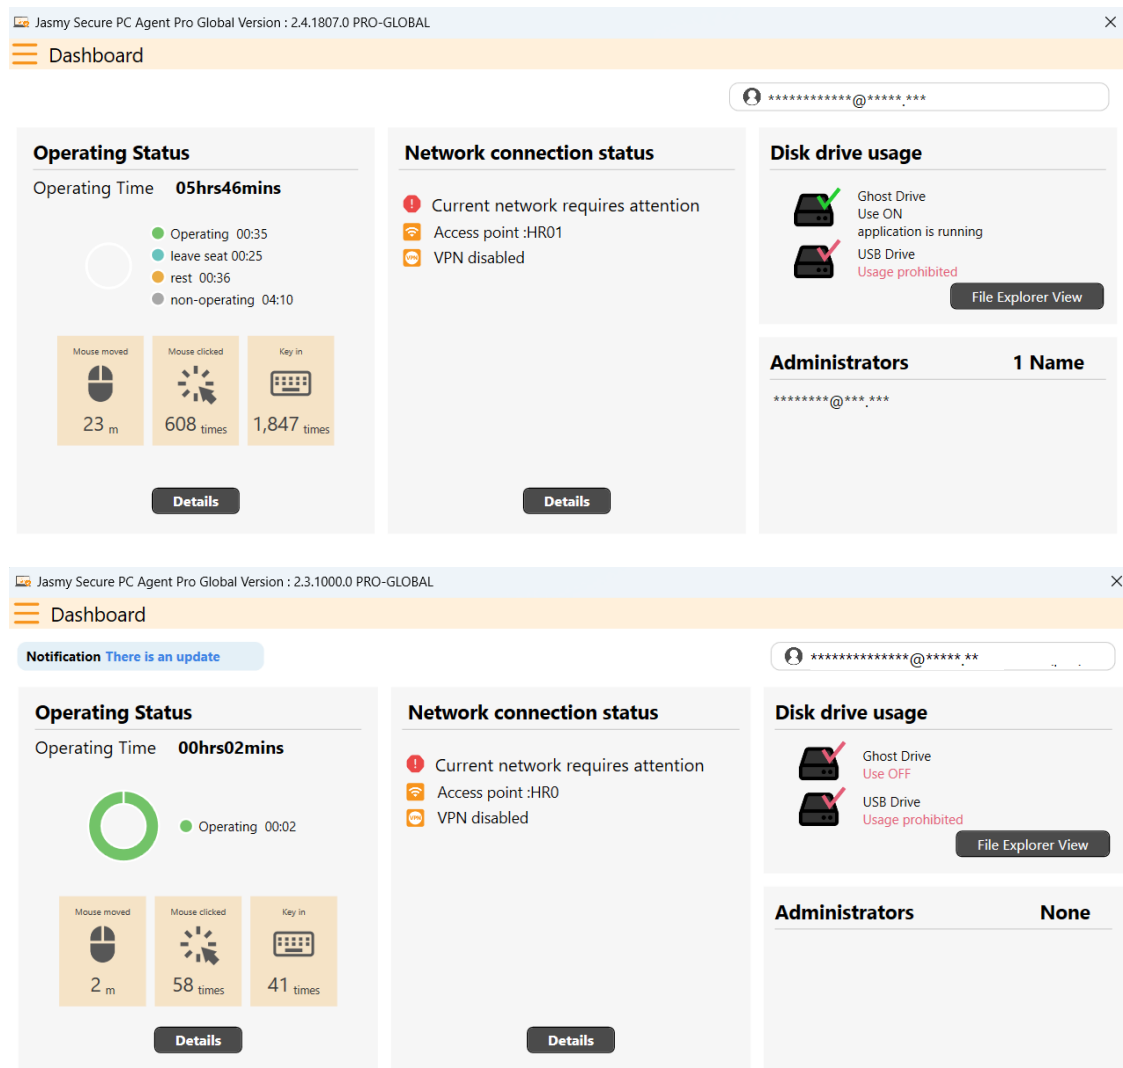 Jasmy Secure PC Agent Pro Global Version : 2.4.1807.0 PRO-GLOBAL
Dashboard
************@*****.***
Operating Status
Operating Time 05hrs46mins
Operating 00:35
leave seat 00:25
rest 00:36
non-operating 04:10
Mouse moved
23 m
Mouse clicked
608 times
Key in
1,847 times
Details
Network connection status
Current network requires attention
Access point :HR01
VPN
VPN disabled
Details
Disk drive usage
Ghost Drive
Use ON
application is running
USB Drive
Usage prohibited
File Explorer View
Administrators 1 Name
********@***.***
Jasmy Secure PC Agent Pro Global Version : 2.3.1000.0 PRO-GLOBAL
Dashboard
Notification There is an update
**************@*****.**
Operating Status
Operating Time 00hrs02mins
Operating 00:02
Mouse moved
2 m
Mouse clicked
58 times
Key in
41 times
Details
Network connection status
Current network requires attention
Access point :HR0
VPN
VPN disabled
Details
Disk drive usage
Ghost Drive
Use OFF
USB Drive
Usage prohibited
File Explorer View
Administrators None